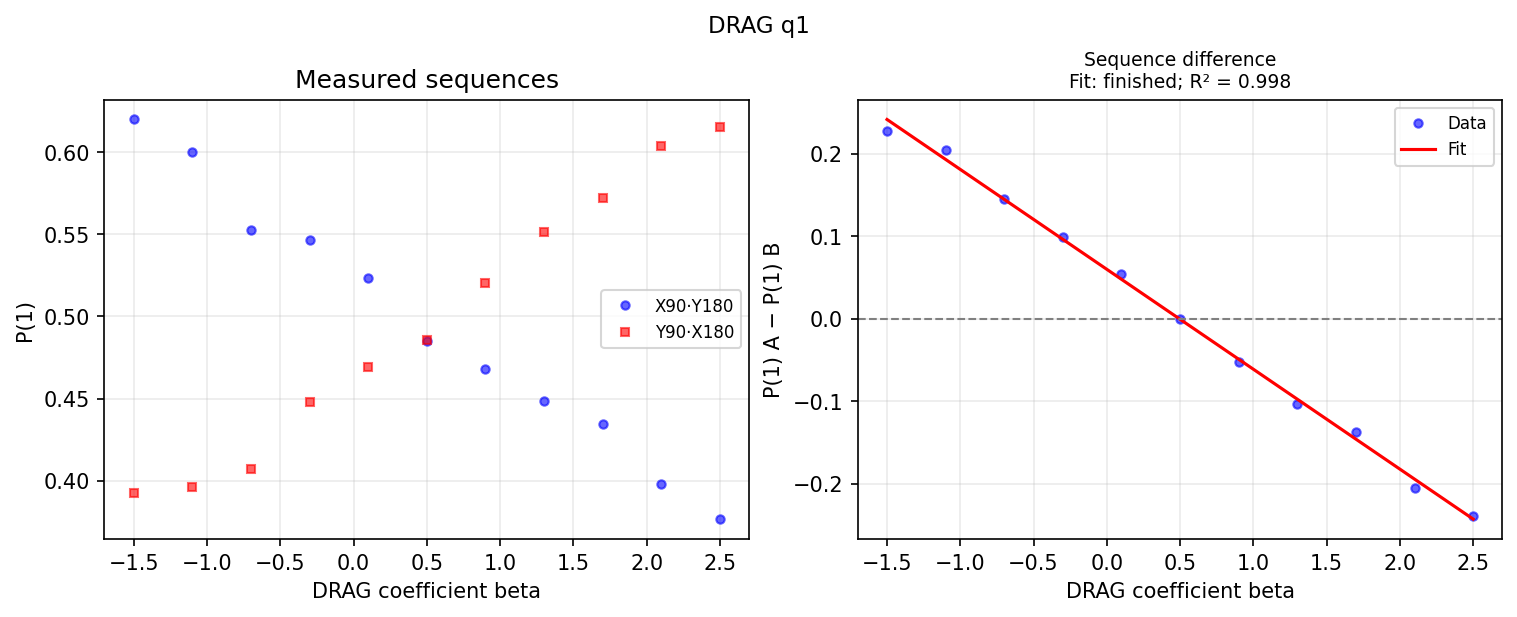 DRAG q1
Measured sequences
P(1)
0.60
0.55
0.50
0.45
0.40
X90·Y180
Y90·X180
−1.5 −1.0 −0.5 0.0 0.5 1.0 1.5 2.0 2.5
DRAG coefficient beta
Sequence difference
Fit: finished; R² = 0.998
P(1) A − P(1) B
0.2
0.1
0.0
−0.1
−0.2
Data
Fit
−1.5 −1.0 −0.5 0.0 0.5 1.0 1.5 2.0 2.5
DRAG coefficient beta